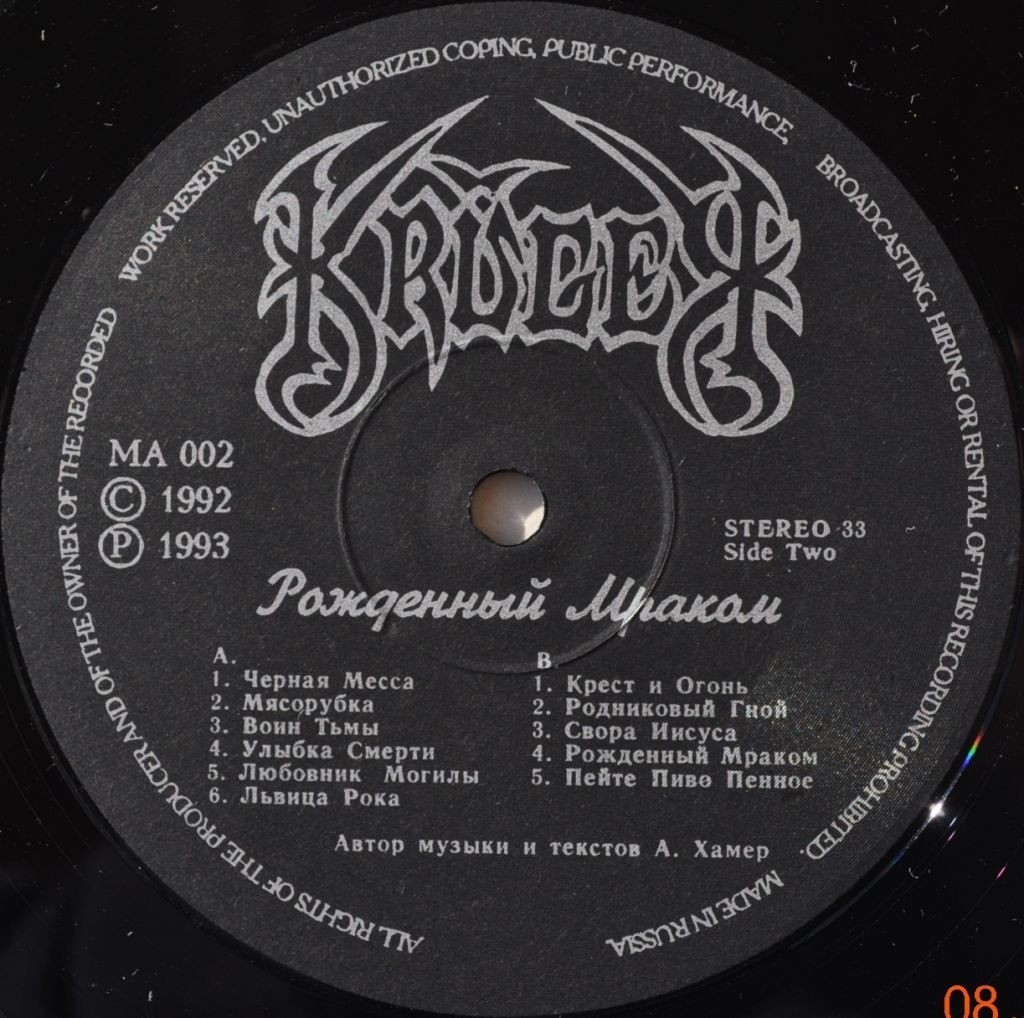 ALL RIGHTS OF THE PRODUCER AND OF THE OWNER OF THE RECORDED WORK RESERVED. UNAUTHORIZED COPING, PUBLIC PERFORMANCE, BROADCASTING, HIRING OR RENTAL OF THIS RECORDING PROHIBITED.
MADE IN RUSSIA.
KRÜGER
MA 002
© 1992
℗ 1993
STEREO 33
Side Two
Рожденный Мраком
A.
1. Черная Месса
2. Мясорубка
3. Воин Тьмы
4. Улыбка Смерти
5. Любовник Могилы
6. Львица Рока
B.
1. Крест и Огонь
2. Родниковый Гной
3. Свора Иисуса
4. Рожденный Мраком
5. Пейте Пиво Пенное
Автор музыки и текстов А. Хамер
08